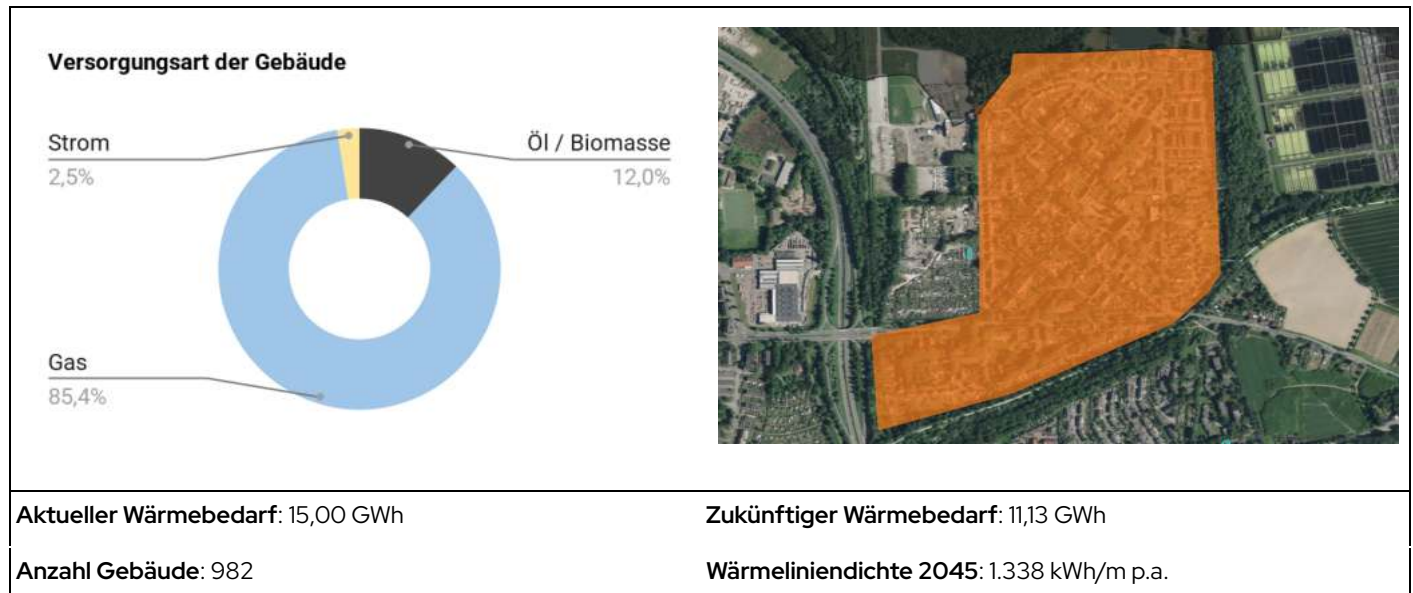 Versorgungsart der Gebäude
Strom
2,5%
Öl / Biomasse
12,0%
Gas
85,4%
Aktueller Wärmebedarf: 15,00 GWh
Zukünftiger Wärmebedarf: 11,13 GWh
Anzahl Gebäude: 982
Wärmeliniendichte 2045: 1.338 kWh/m p.a.